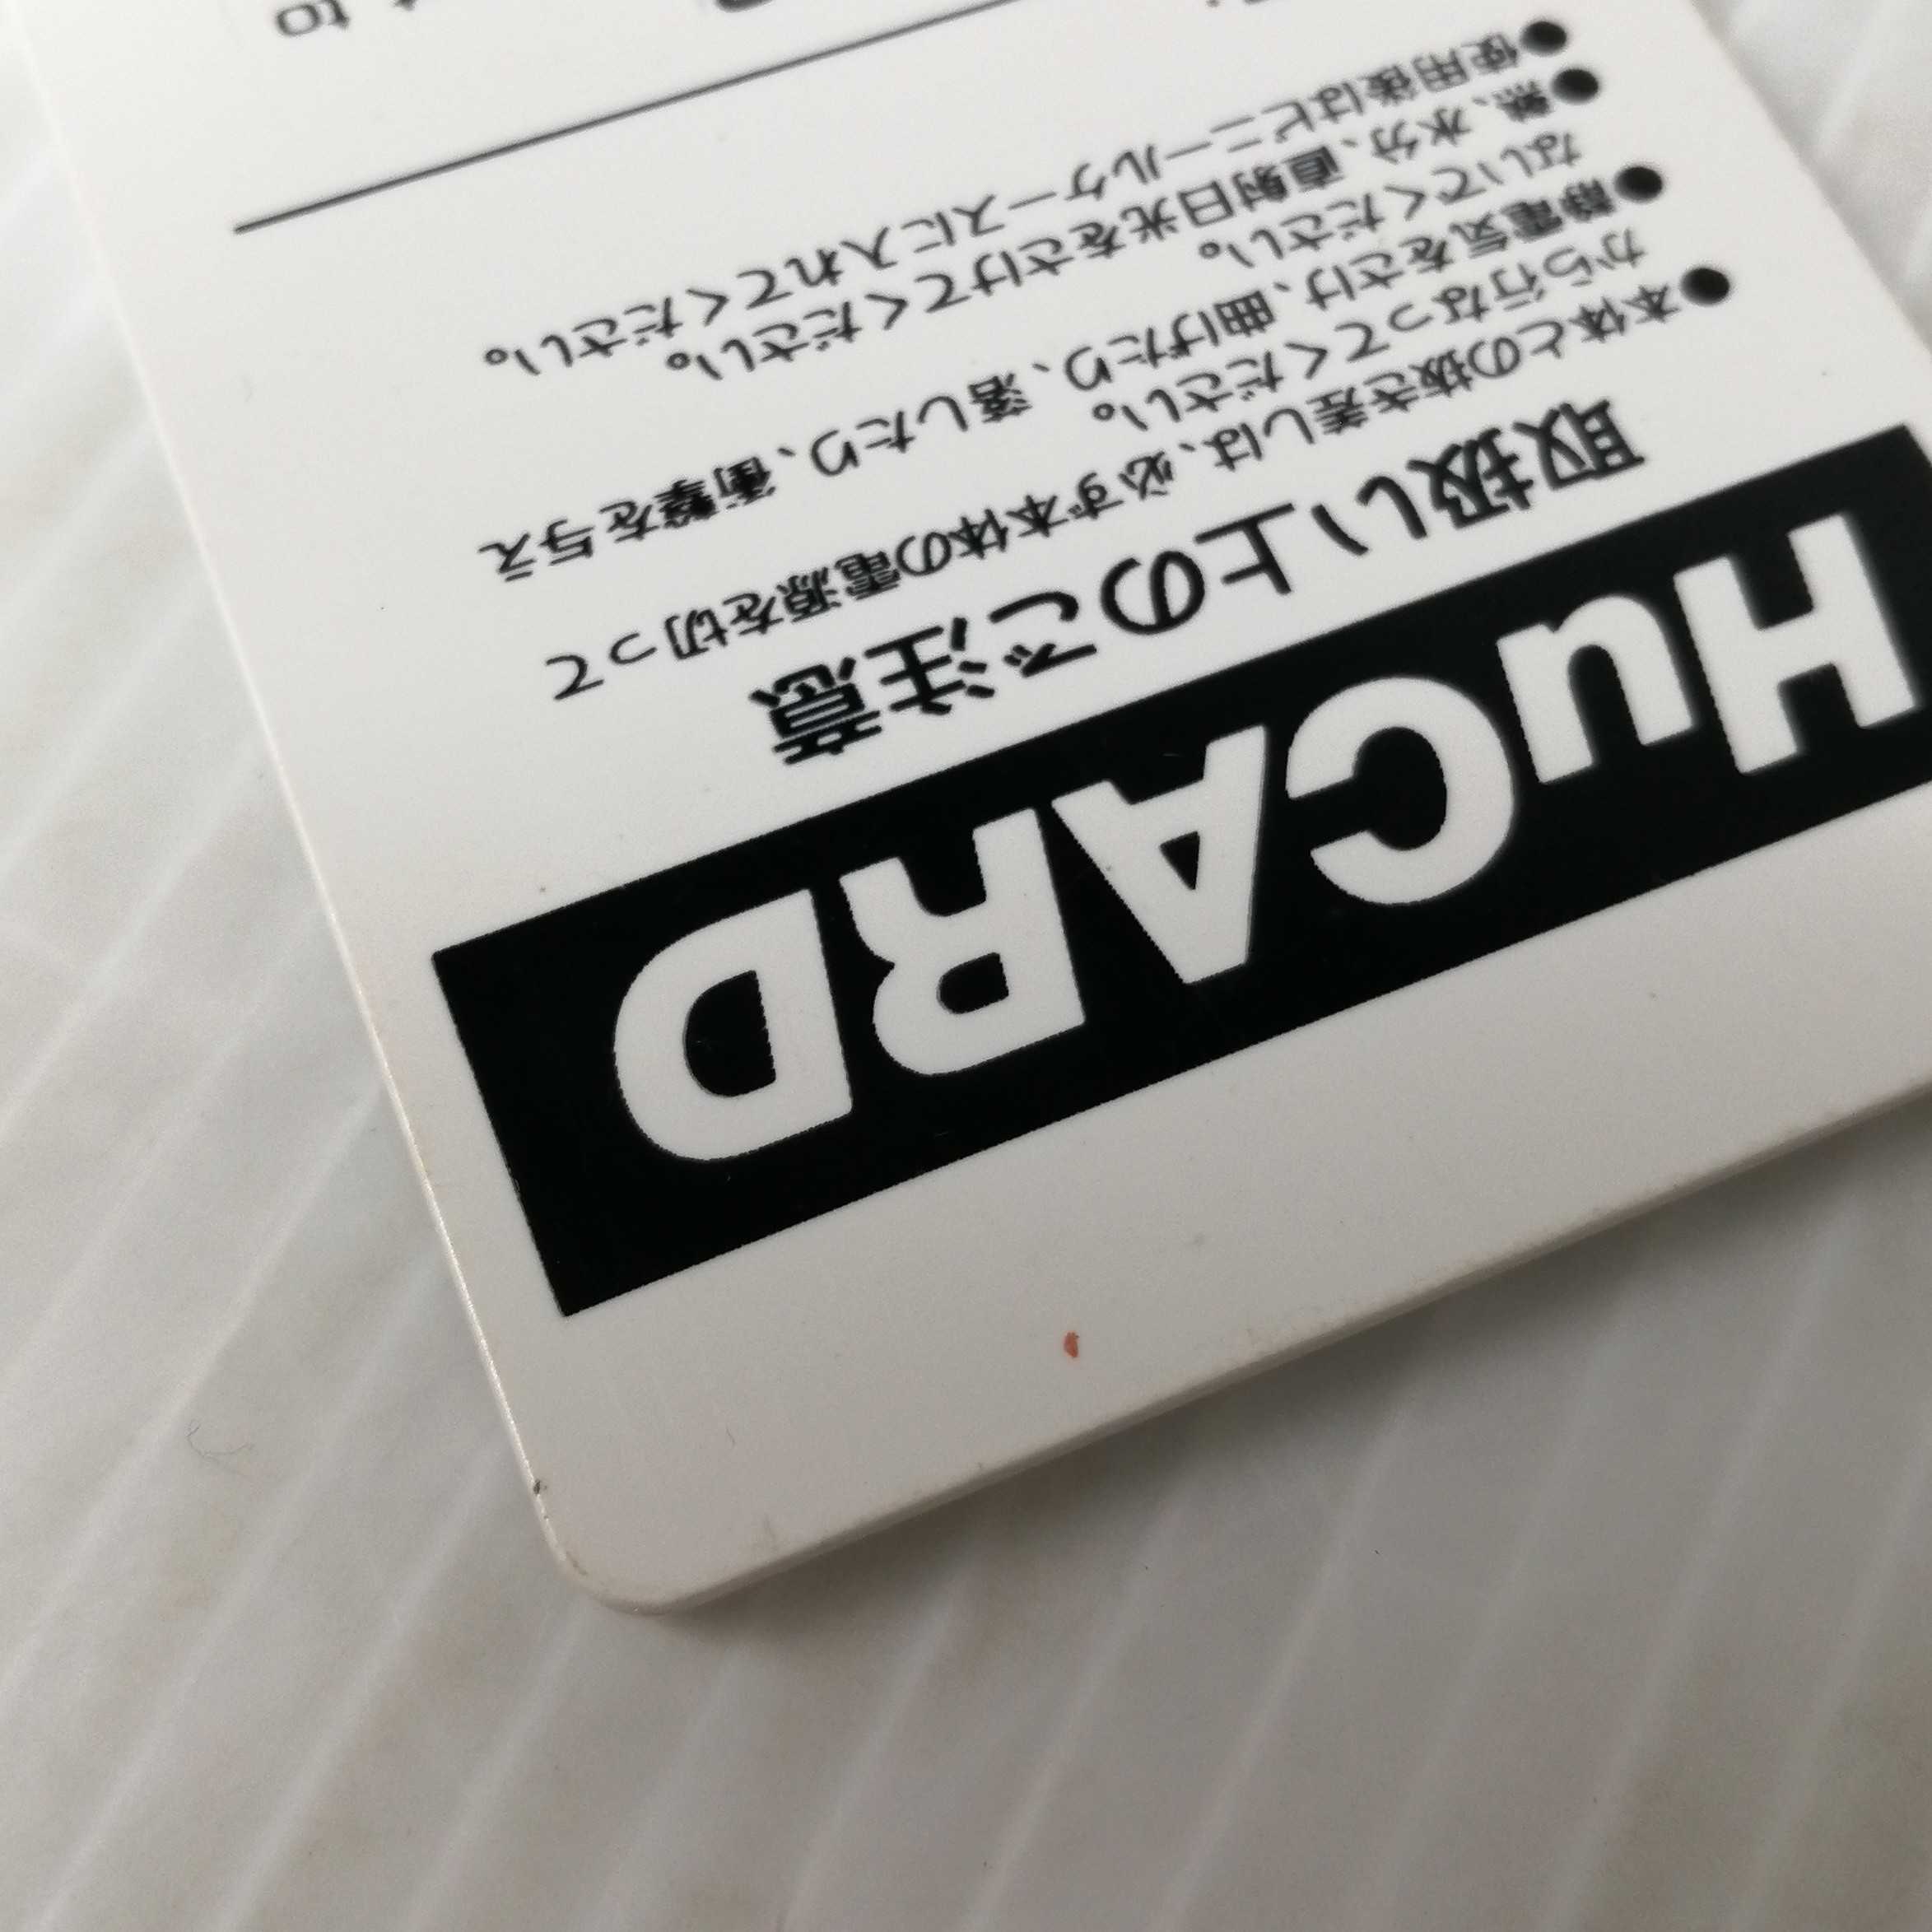 HuCARD
取扱い上のご注意
●本体との抜き差しは、必ず本体の電源を切って
から行なってください。
●静電気をさけ、曲げたり、落したり、衝撃を与え
ないでください。
●熱、水分、直射日光をさけてください。
●使用後はビニールケースに入れてください。